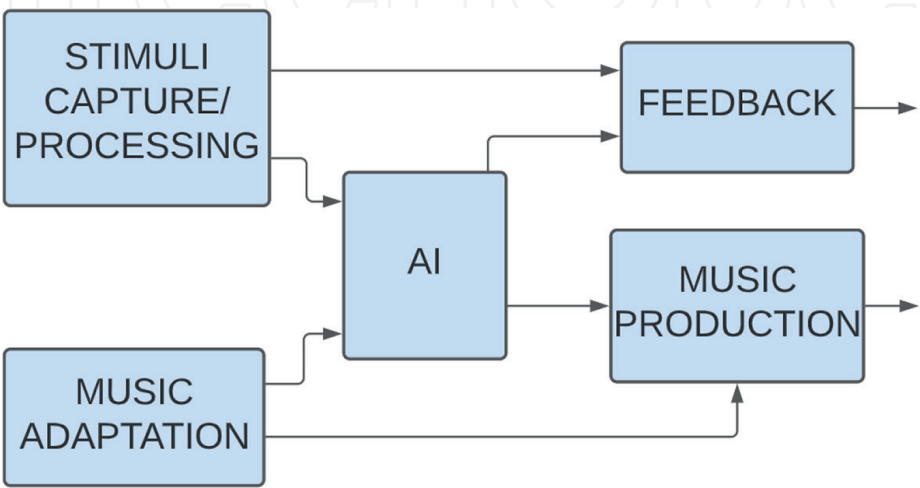 STIMULI
CAPTURE/
PROCESSING
FEEDBACK
AI
MUSIC
PRODUCTION
MUSIC
ADAPTATION